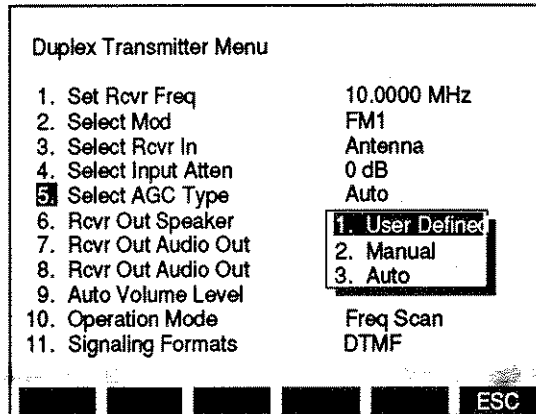 Duplex Transmitter Menu
1. Set Rcvr Freq 10.0000 MHz
2. Select Mod FM1
3. Select Rcvr In Antenna
4. Select Input Atten 0 dB
5. Select AGC Type Auto
6. Rcvr Out Speaker
1. User Defined
7. Rcvr Out Audio Out
2. Manual
8. Rcvr Out Audio Out
3. Auto
9. Auto Volume Level
10. Operation Mode Freq Scan
11. Signaling Formats DTMF
ESC